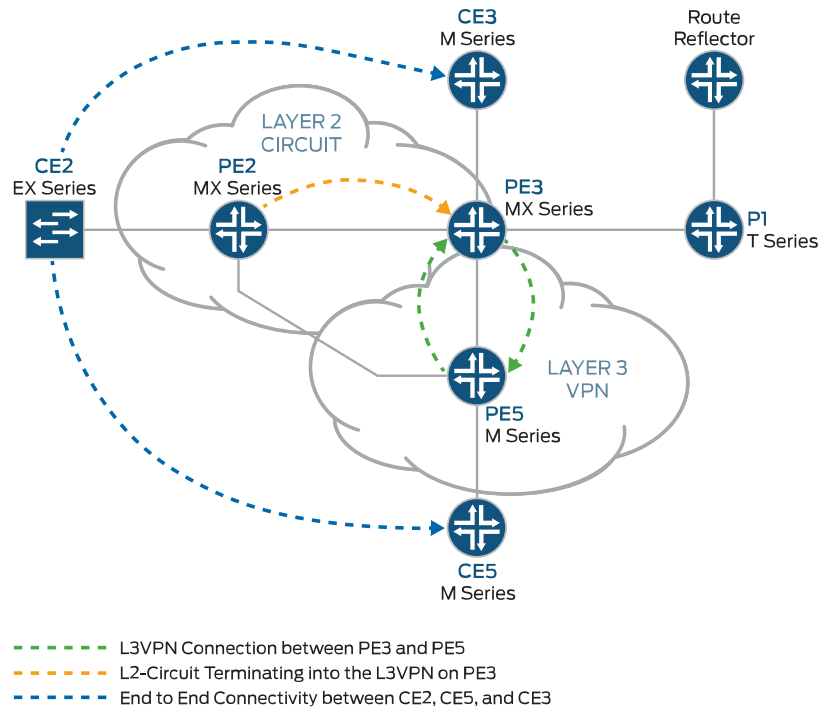 CE3
M Series
Route
Reflector
LAYER 2
CIRCUIT
CE2
EX Series
PE2
MX Series
PE3
MX Series
P1
T Series
LAYER 3
VPN
PE5
M Series
CE5
M Series
L3VPN Connection between PE3 and PE5
L2-Circuit Terminating into the L3VPN on PE3
End to End Connectivity between CE2, CE5, and CE3